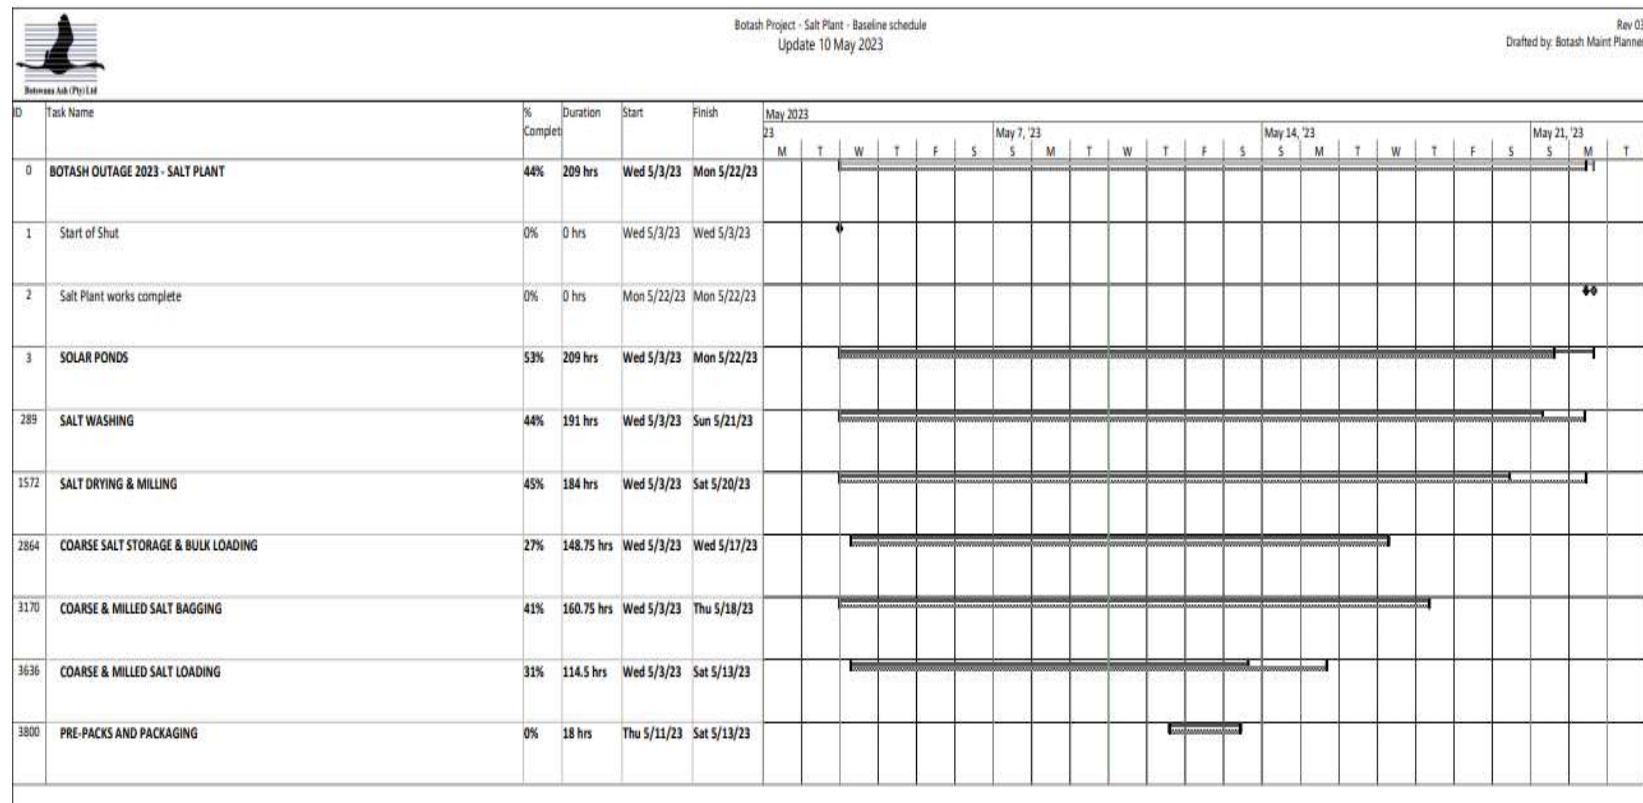 Botash Project - Salt Plant - Baseline schedule
Update 10 May 2023
Rev 03
Drafted by: Botash Maint Planner
Botswana Ash (Pty) Ltd
ID Task Name % Complet Duration Start Finish
May 2023
23 May 7, '23 May 14, '23 May 21, '23
M T W T F S S M T W T F S S M T W T F S S M T
0 BOTASH OUTAGE 2023 - SALT PLANT 44% 209 hrs Wed 5/3/23 Mon 5/22/23
1 Start of Shut 0% 0 hrs Wed 5/3/23 Wed 5/3/23
2 Salt Plant works complete 0% 0 hrs Mon 5/22/23 Mon 5/22/23
3 SOLAR PONDS 53% 209 hrs Wed 5/3/23 Mon 5/22/23
289 SALT WASHING 44% 191 hrs Wed 5/3/23 Sun 5/21/23
1572 SALT DRYING & MILLING 45% 184 hrs Wed 5/3/23 Sat 5/20/23
2864 COARSE SALT STORAGE & BULK LOADING 27% 148.75 hrs Wed 5/3/23 Wed 5/17/23
3170 COARSE & MILLED SALT BAGGING 41% 160.75 hrs Wed 5/3/23 Thu 5/18/23
3636 COARSE & MILLED SALT LOADING 31% 114.5 hrs Wed 5/3/23 Sat 5/13/23
3800 PRE-PACKS AND PACKAGING 0% 18 hrs Thu 5/11/23 Sat 5/13/23